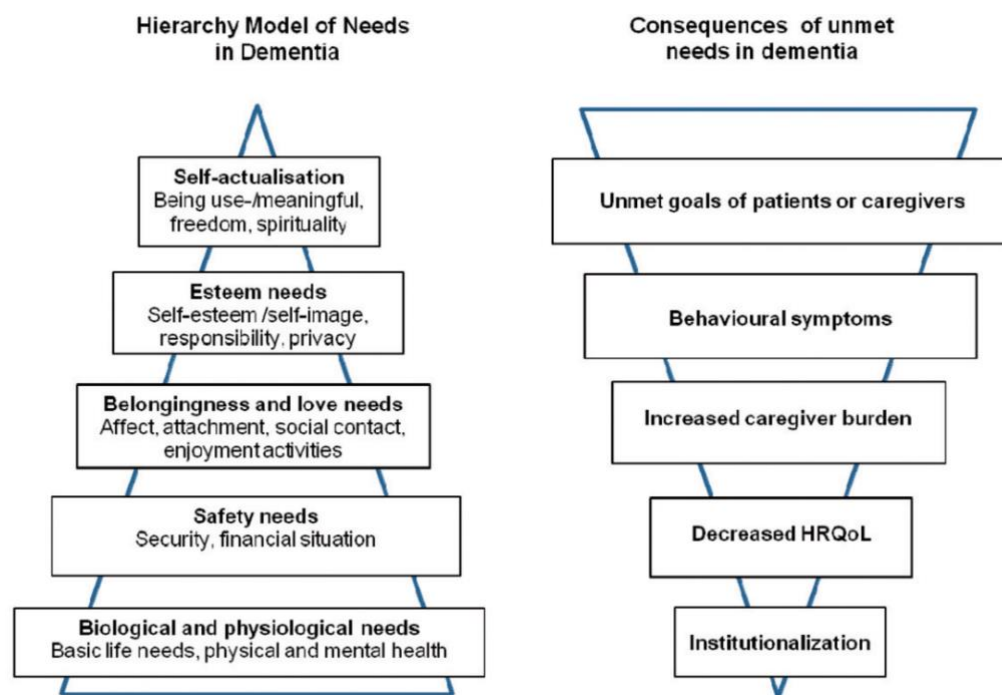 Hierarchy Model of Needs
in Dementia
Self-actualisation
Being use-/meaningful,
freedom, spirituality
Esteem needs
Self-esteem /self-image,
responsibility, privacy
Belongingness and love needs
Affect, attachment, social contact,
enjoyment activities
Safety needs
Security, financial situation
Biological and physiological needs
Basic life needs, physical and mental health
Consequences of unmet
needs in dementia
Unmet goals of patients or caregivers
Behavioural symptoms
Increased caregiver burden
Decreased HRQoL
Institutionalization